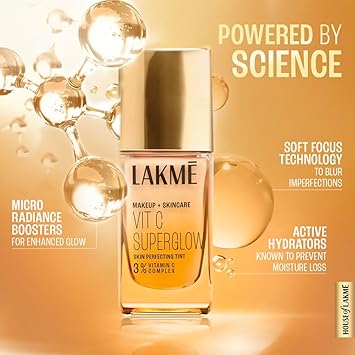 POWERED BY
SCIENCE
LAKMĒ
MAKEUP + SKINCARE
VIT C
SUPERGLOW
SKIN PERFECTING TINT
3% VITAMIN C
COMPLEX
MICRO
RADIANCE
BOOSTERS
FOR ENHANCED GLOW
SOFT FOCUS
TECHNOLOGY
TO BLUR
IMPERFECTIONS
ACTIVE
HYDRATORS
KNOWN TO PREVENT
MOISTURE LOSS
HOUSE OF LAKMĒ